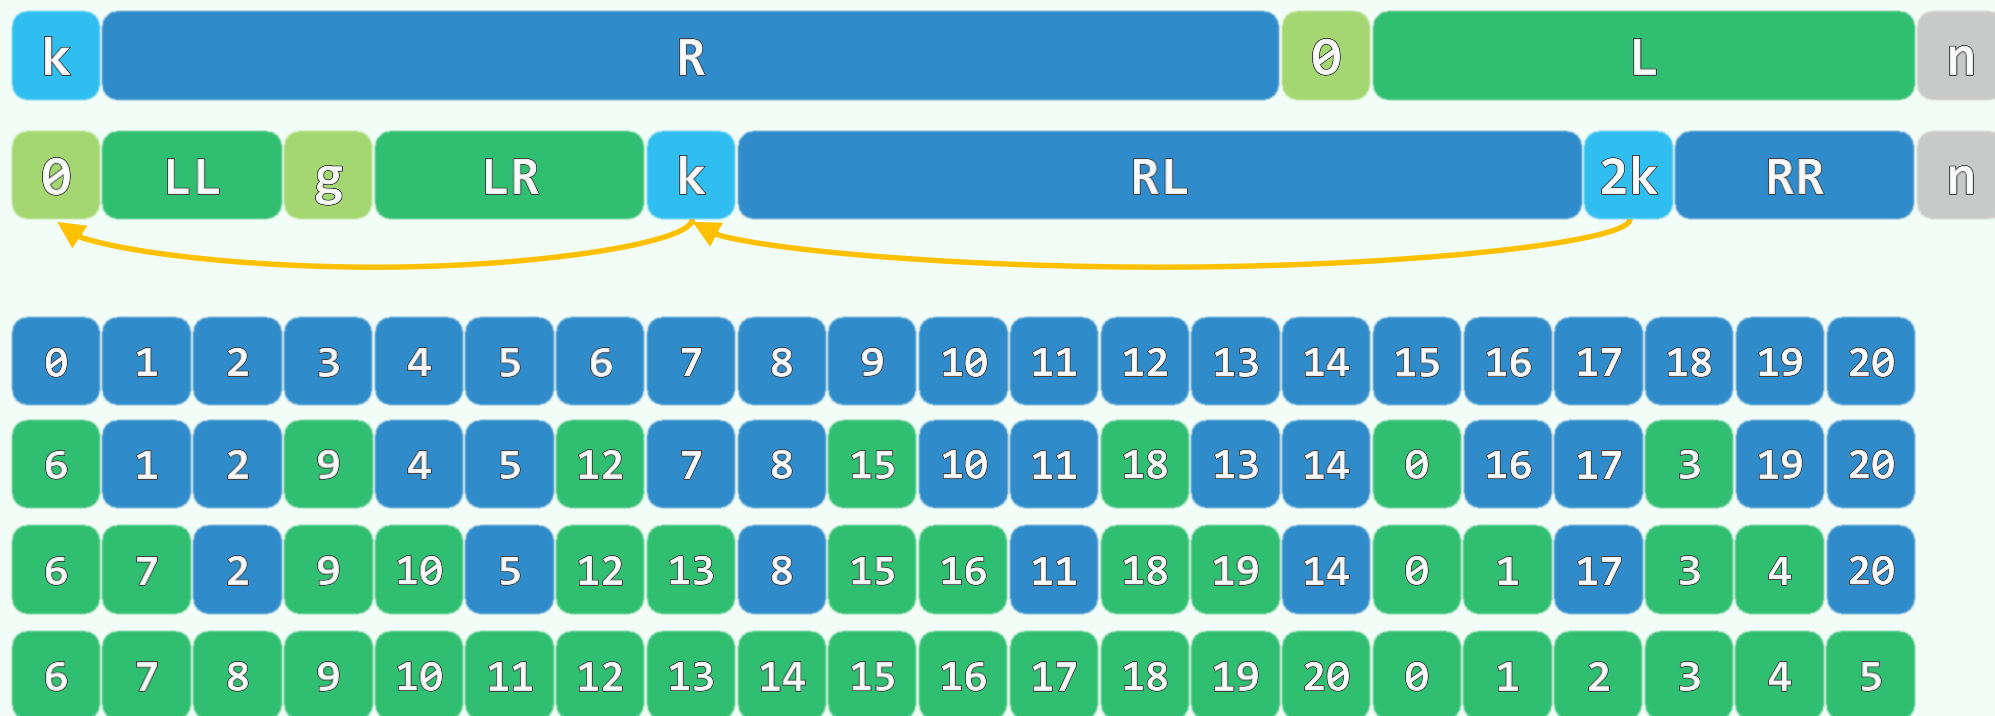 k R 0 L n
0 LL g LR k RL 2k RR n
0 1 2 3 4 5 6 7 8 9 10 11 12 13 14 15 16 17 18 19 20
6 1 2 9 4 5 12 7 8 15 10 11 18 13 14 0 16 17 3 19 20
6 7 2 9 10 5 12 13 8 15 16 11 18 19 14 0 1 17 3 4 20
6 7 8 9 10 11 12 13 14 15 16 17 18 19 20 0 1 2 3 4 5